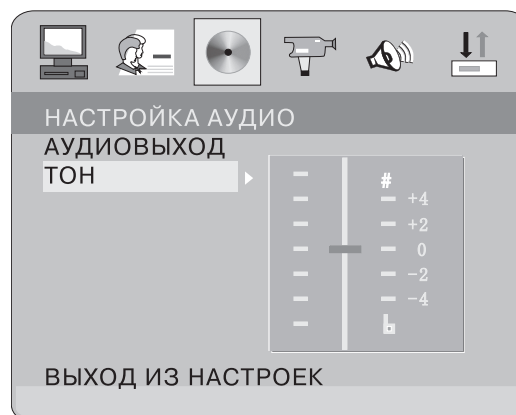 НАСТРОЙКА АУДИО
АУДИОВЫХОД
ТОН
#
+4
+2
0
-2
-4
b
ВЫХОД ИЗ НАСТРОЕК